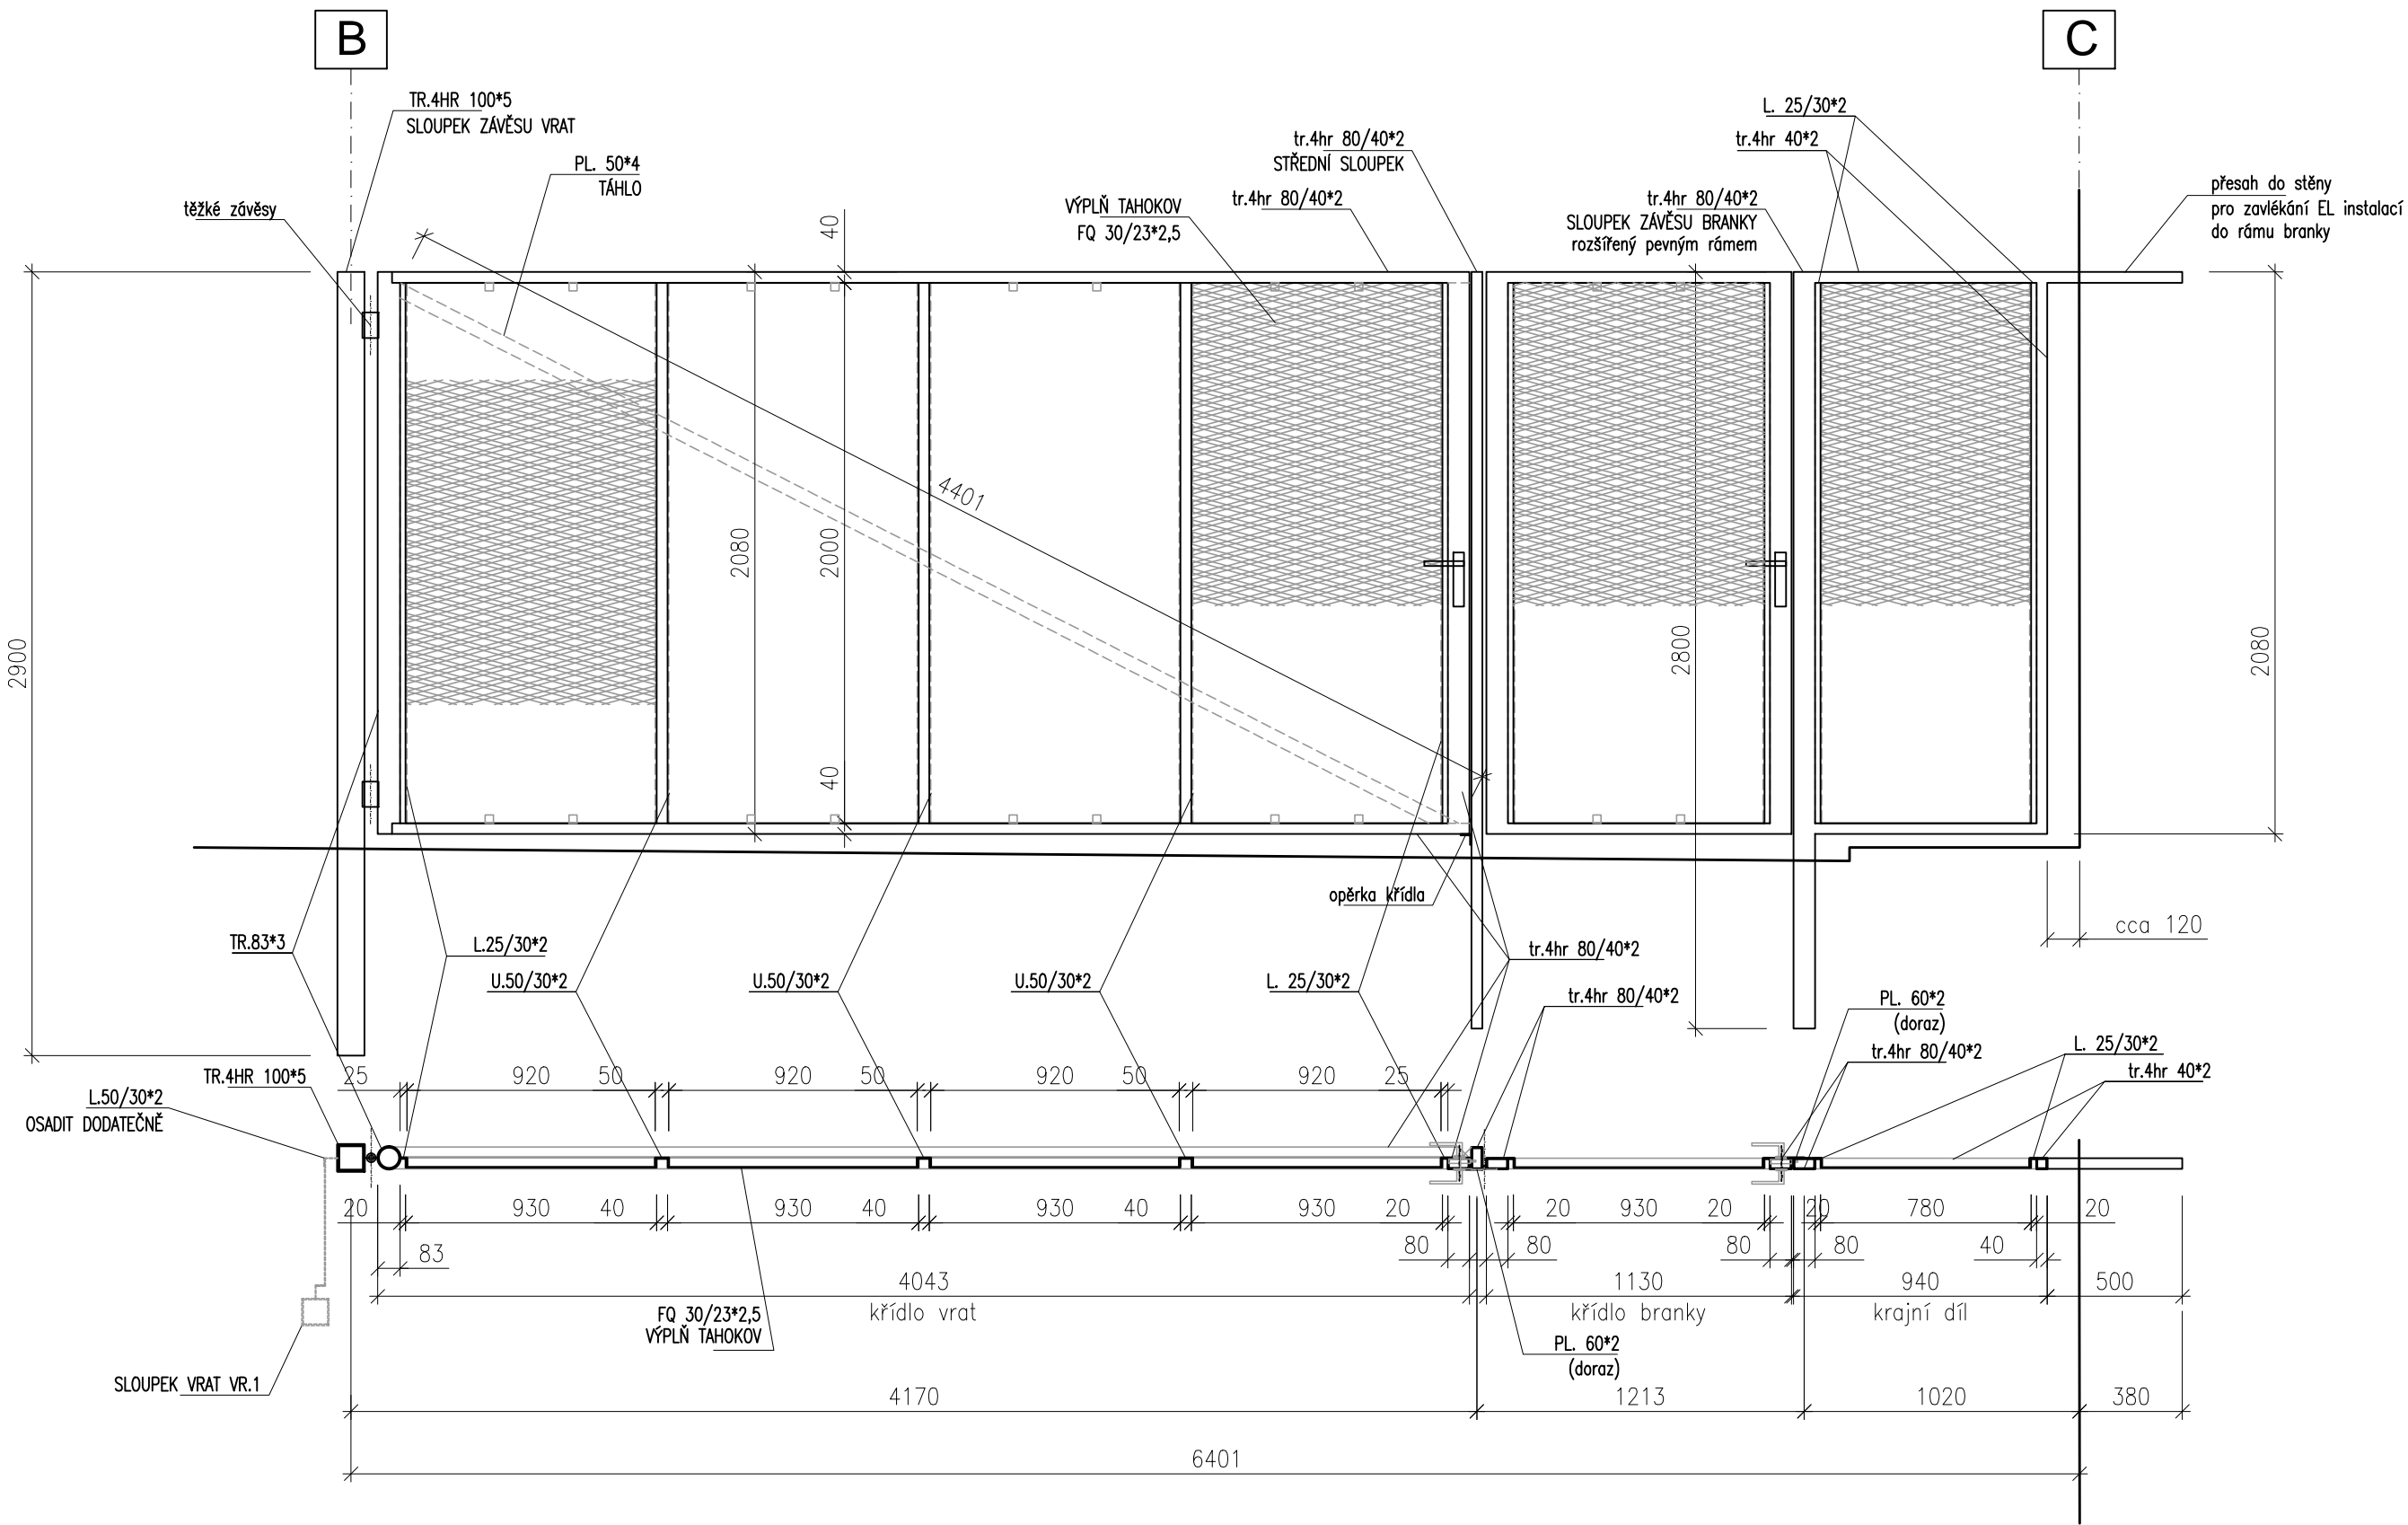 B
C
TR.4HR 100*5
SLOUPEK ZÁVĚSU VRAT
PL. 50*4
TÁHLO
těžké závěsy
tr.4hr 80/40*2
STŘEDNÍ SLOUPEK
tr.4hr 80/40*2
VÝPLŇ TAHOKOV
FQ 30/23*2,5
L. 25/30*2
tr.4hr 40*2
tr.4hr 80/40*2
SLOUPEK ZÁVĚSU BRANKY
rozšířený pevným rámem
přesah do stěny
pro zavlékání EL instalací
do rámu branky
40
4401
2080
2000
40
2900
2800
2080
opěrka křídla
cca 120
TR.83*3
L.25/30*2
U.50/30*2
U.50/30*2
U.50/30*2
L. 25/30*2
tr.4hr 80/40*2
tr.4hr 80/40*2
PL. 60*2
(doraz)
tr.4hr 80/40*2
L. 25/30*2
tr.4hr 40*2
TR.4HR 100*5
L.50/30*2
OSADIT DODATEČNĚ
25 920 50 920 50 920 50 920 25
20 930 40 930 40 930 40 930 20 20 930 20 20 780 20
83 80 80 80 80 40
4043 1130 940 500
křídlo vrat křídlo branky krajní díl
FQ 30/23*2,5
VÝPLŇ TAHOKOV
PL. 60*2
(doraz)
SLOUPEK VRAT VR.1
4170 1213 1020 380
6401